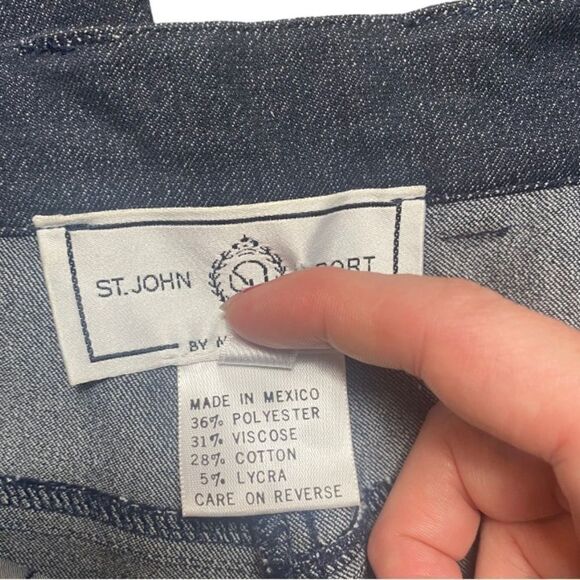 ST. JOHN
BY
MADE IN MEXICO
36% POLYESTER
31% VISCOSE
28% COTTON
5% LYCRA
CARE ON REVERSE